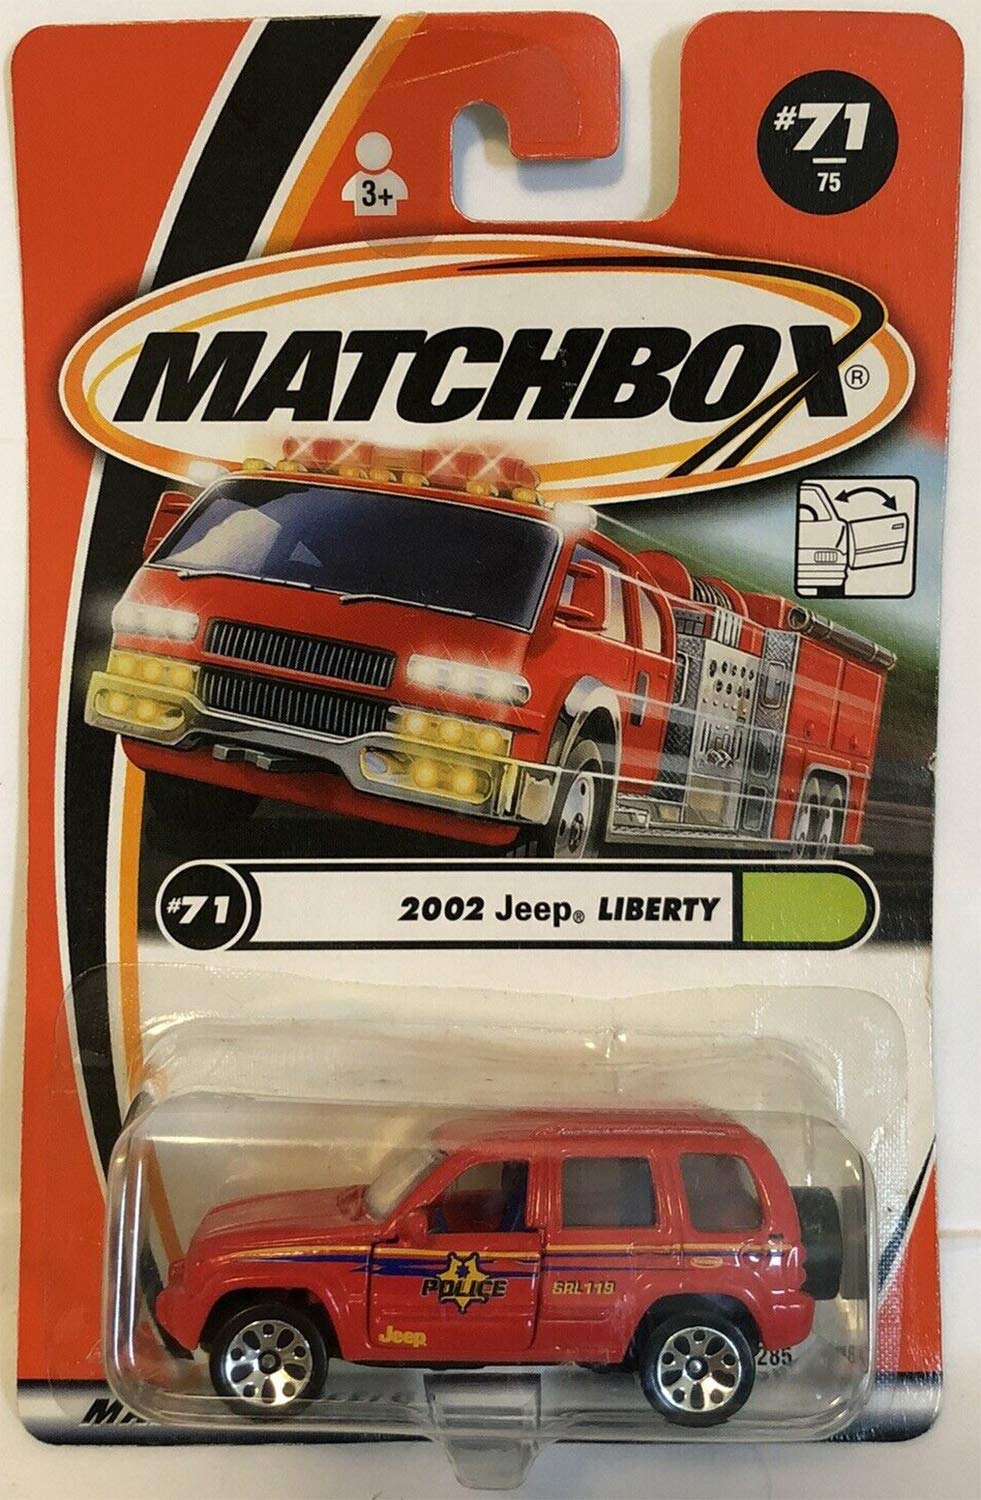 #71
75
3+
MATCHBOX®
#71 2002 Jeep® LIBERTY
POLICE
SRL119
Jeep
285